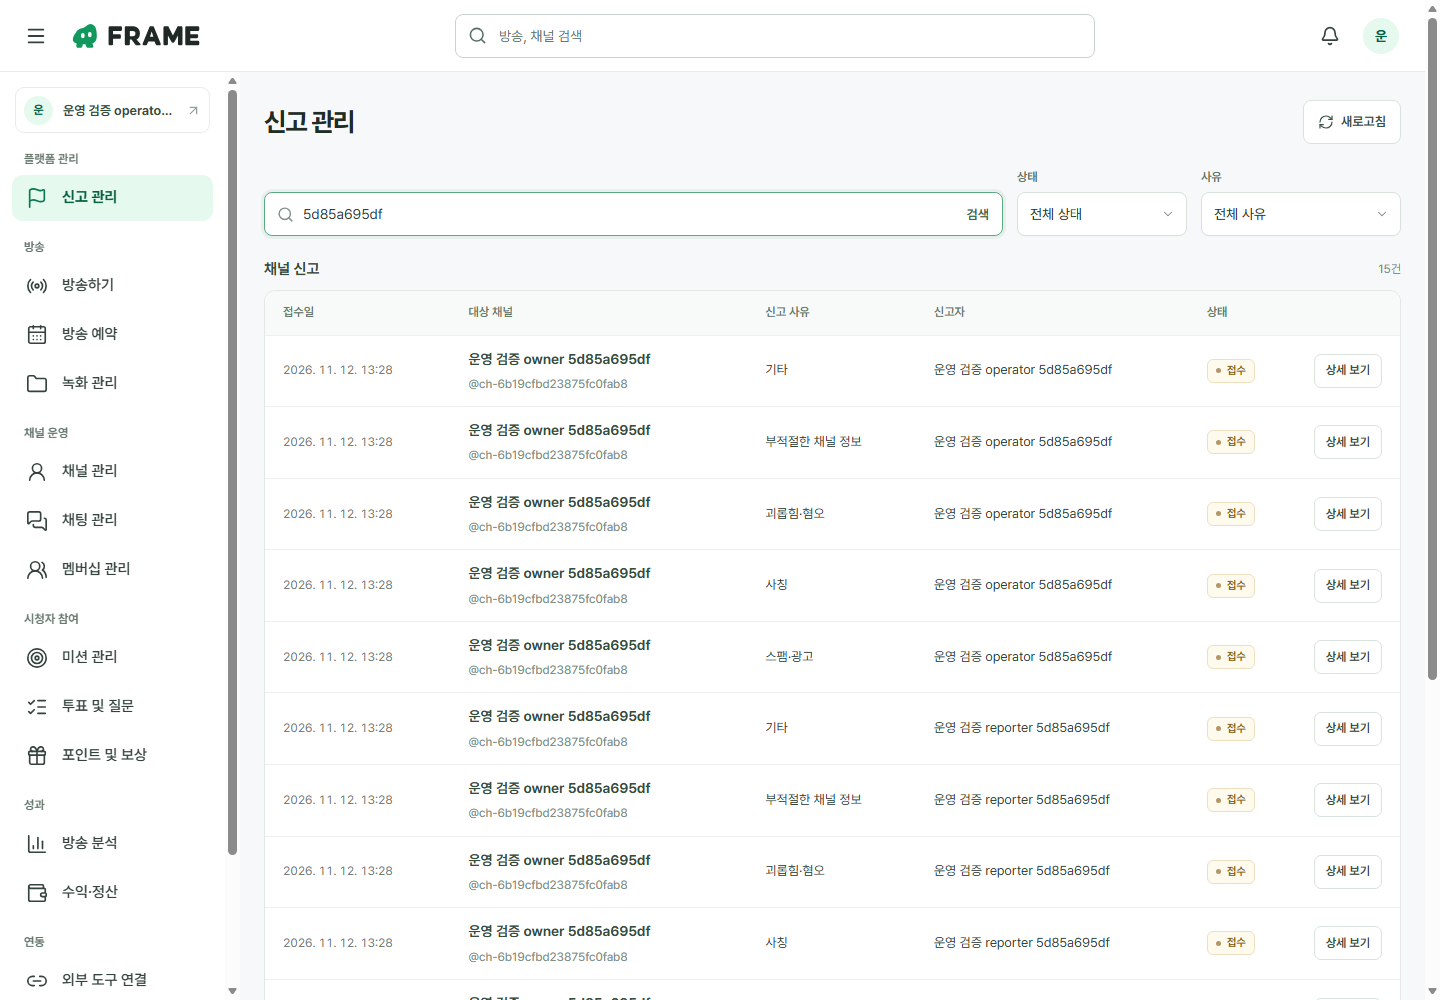 FRAME
방송, 채널 검색
운
운
운영 검증 operato...
플랫폼 관리
신고 관리
방송
방송하기
방송 예약
녹화 관리
채널 운영
채널 관리
채팅 관리
멤버십 관리
시청자 참여
미션 관리
투표 및 질문
포인트 및 보상
성과
방송 분석
수익·정산
연동
외부 도구 연결
신고 관리
새로고침
상태
사유
5d85a695df
검색
전체 상태
전체 사유
채널 신고
15건
접수일 대상 채널 신고 사유 신고자 상태
운영 검증 owner 5d85a695df
2026. 11. 12. 13:28 기타 운영 검증 operator 5d85a695df 접수 상세 보기
@ch-6b19cfbd23875fc0fab8
운영 검증 owner 5d85a695df
2026. 11. 12. 13:28 부적절한 채널 정보 운영 검증 operator 5d85a695df 접수 상세 보기
@ch-6b19cfbd23875fc0fab8
운영 검증 owner 5d85a695df
2026. 11. 12. 13:28 괴롭힘·혐오 운영 검증 operator 5d85a695df 접수 상세 보기
@ch-6b19cfbd23875fc0fab8
운영 검증 owner 5d85a695df
2026. 11. 12. 13:28 사칭 운영 검증 operator 5d85a695df 접수 상세 보기
@ch-6b19cfbd23875fc0fab8
운영 검증 owner 5d85a695df
2026. 11. 12. 13:28 스팸·광고 운영 검증 operator 5d85a695df 접수 상세 보기
@ch-6b19cfbd23875fc0fab8
운영 검증 owner 5d85a695df
2026. 11. 12. 13:28 기타 운영 검증 reporter 5d85a695df 접수 상세 보기
@ch-6b19cfbd23875fc0fab8
운영 검증 owner 5d85a695df
2026. 11. 12. 13:28 부적절한 채널 정보 운영 검증 reporter 5d85a695df 접수 상세 보기
@ch-6b19cfbd23875fc0fab8
운영 검증 owner 5d85a695df
2026. 11. 12. 13:28 괴롭힘·혐오 운영 검증 reporter 5d85a695df 접수 상세 보기
@ch-6b19cfbd23875fc0fab8
운영 검증 owner 5d85a695df
2026. 11. 12. 13:28 사칭 운영 검증 reporter 5d85a695df 접수 상세 보기
@ch-6b19cfbd23875fc0fab8